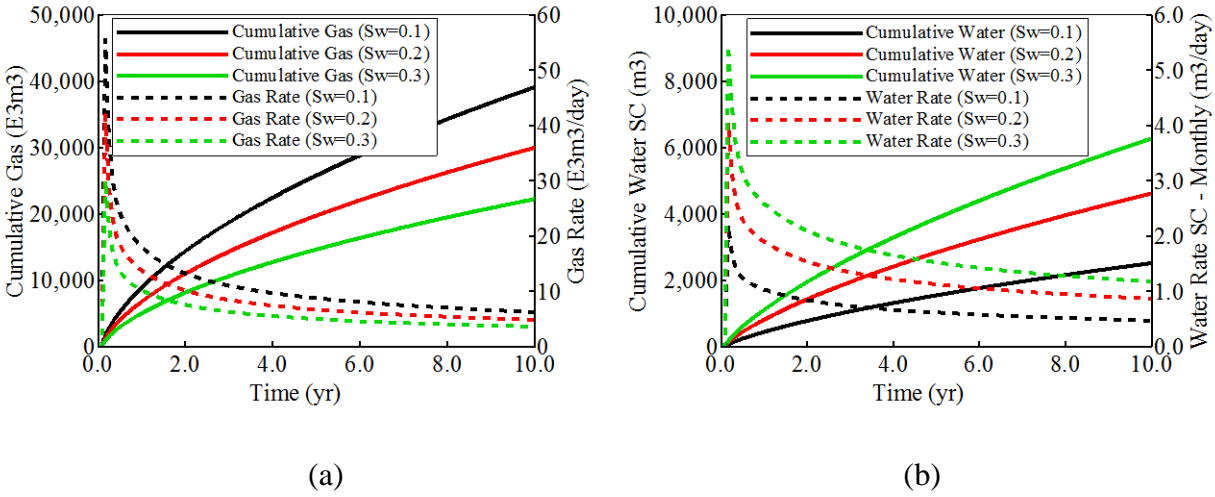 50,000
40,000
30,000
20,000
10,000
0
Cumulative Gas (E3m3)
Cumulative Gas (Sw=0.1)
Cumulative Gas (Sw=0.2)
Cumulative Gas (Sw=0.3)
Gas Rate (Sw=0.1)
Gas Rate (Sw=0.2)
Gas Rate (Sw=0.3)
60
50
40
30
20
10
0
Gas Rate (E3m3/day)
0.0 2.0 4.0 6.0 8.0 10.0
Time (yr)
(a)
10,000
8,000
6,000
4,000
2,000
0
Cumulative Water SC (m3)
Cumulative Water (Sw=0.1)
Cumulative Water (Sw=0.2)
Cumulative Water (Sw=0.3)
Water Rate (Sw=0.1)
Water Rate (Sw=0.2)
Water Rate (Sw=0.3)
6.0
5.0
4.0
3.0
2.0
1.0
0.0
Water Rate SC - Monthly (m3/day)
0.0 2.0 4.0 6.0 8.0 10.0
Time (yr)
(b)